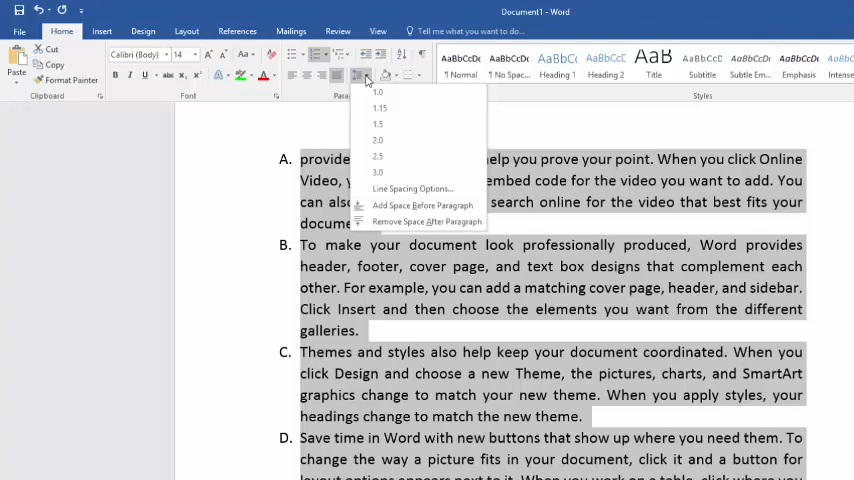 Document1 - Word
File Home Insert Draw Design Layout References Mailings Review View Tell me what you want to do...
Paste
Cut
Copy
Format Painter
Clipboard
Calibri (Body) 14
Aa
B I U
A
Font
AaBbCcDc AaBbCcDc AaBbC AaBbCc AaB AaBbCcD AaBbCcDc
¶ Normal ¶ No Spac... Heading 1 Heading 2 Title Subtitle Subtle Em...
Styles
1.0
1.15
1.5
2.0
2.5
3.0
Line Spacing Options...
Add Space Before Paragraph
Remove Space After Paragraph
A. help you prove your point. When you click Online
Video, embed code for the video you want to add. You
can search online for the video that best fits your
B. To make your document look professionally produced, Word provides
header, footer, cover page, and text box designs that complement each
other. For example, you can add a matching cover page, header, and sidebar.
Click Insert and then choose the elements you want from the different
galleries.
C. Themes and styles also help keep your document coordinated. When you
click Design and choose a new Theme, the pictures, charts, and SmartArt
graphics change to match your new theme. When you apply styles, your
headings change to match the new theme.
D. Save time in Word with new buttons that show up where you need them. To
change the way a picture fits in your document, click it and a button for
layout options appears next to it. When you work on a table, click where you